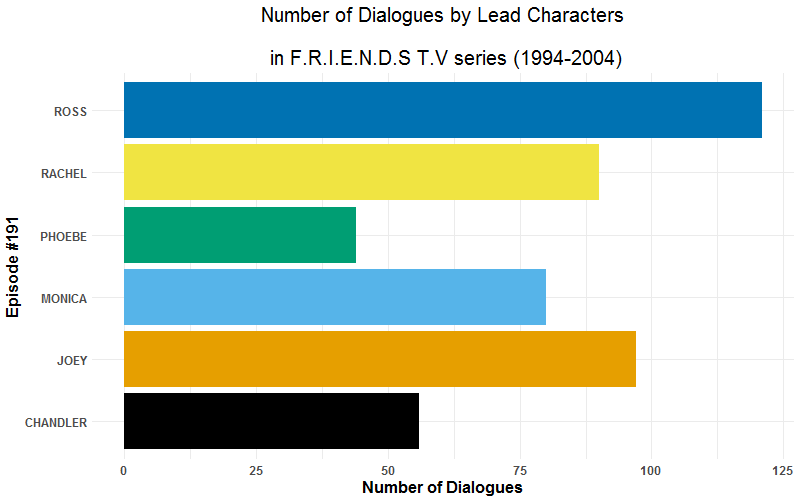 Number of Dialogues by Lead Characters
in F.R.I.E.N.D.S T.V series (1994-2004)
Episode #191
ROSS
RACHEL
PHOEBE
MONICA
JOEY
CHANDLER
0 25 50 75 100 125
Number of Dialogues